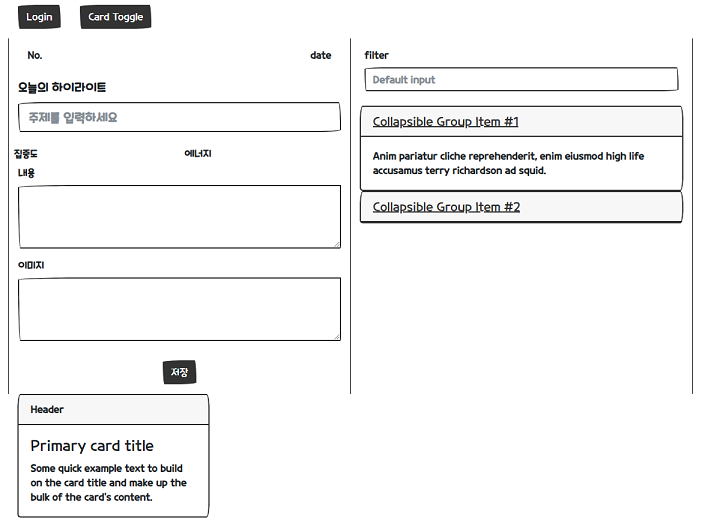 Login Card Toggle
No. date
오늘의 하이라이트
주제를 입력하세요
집중도 에너지
내용
이미지
저장
Header
Primary card title
Some quick example text to build
on the card title and make up the
bulk of the card's content.
filter
Default input
Collapsible Group Item #1
Anim pariatur cliche reprehenderit, enim eiusmod high life
accusamus terry richardson ad squid.
Collapsible Group Item #2